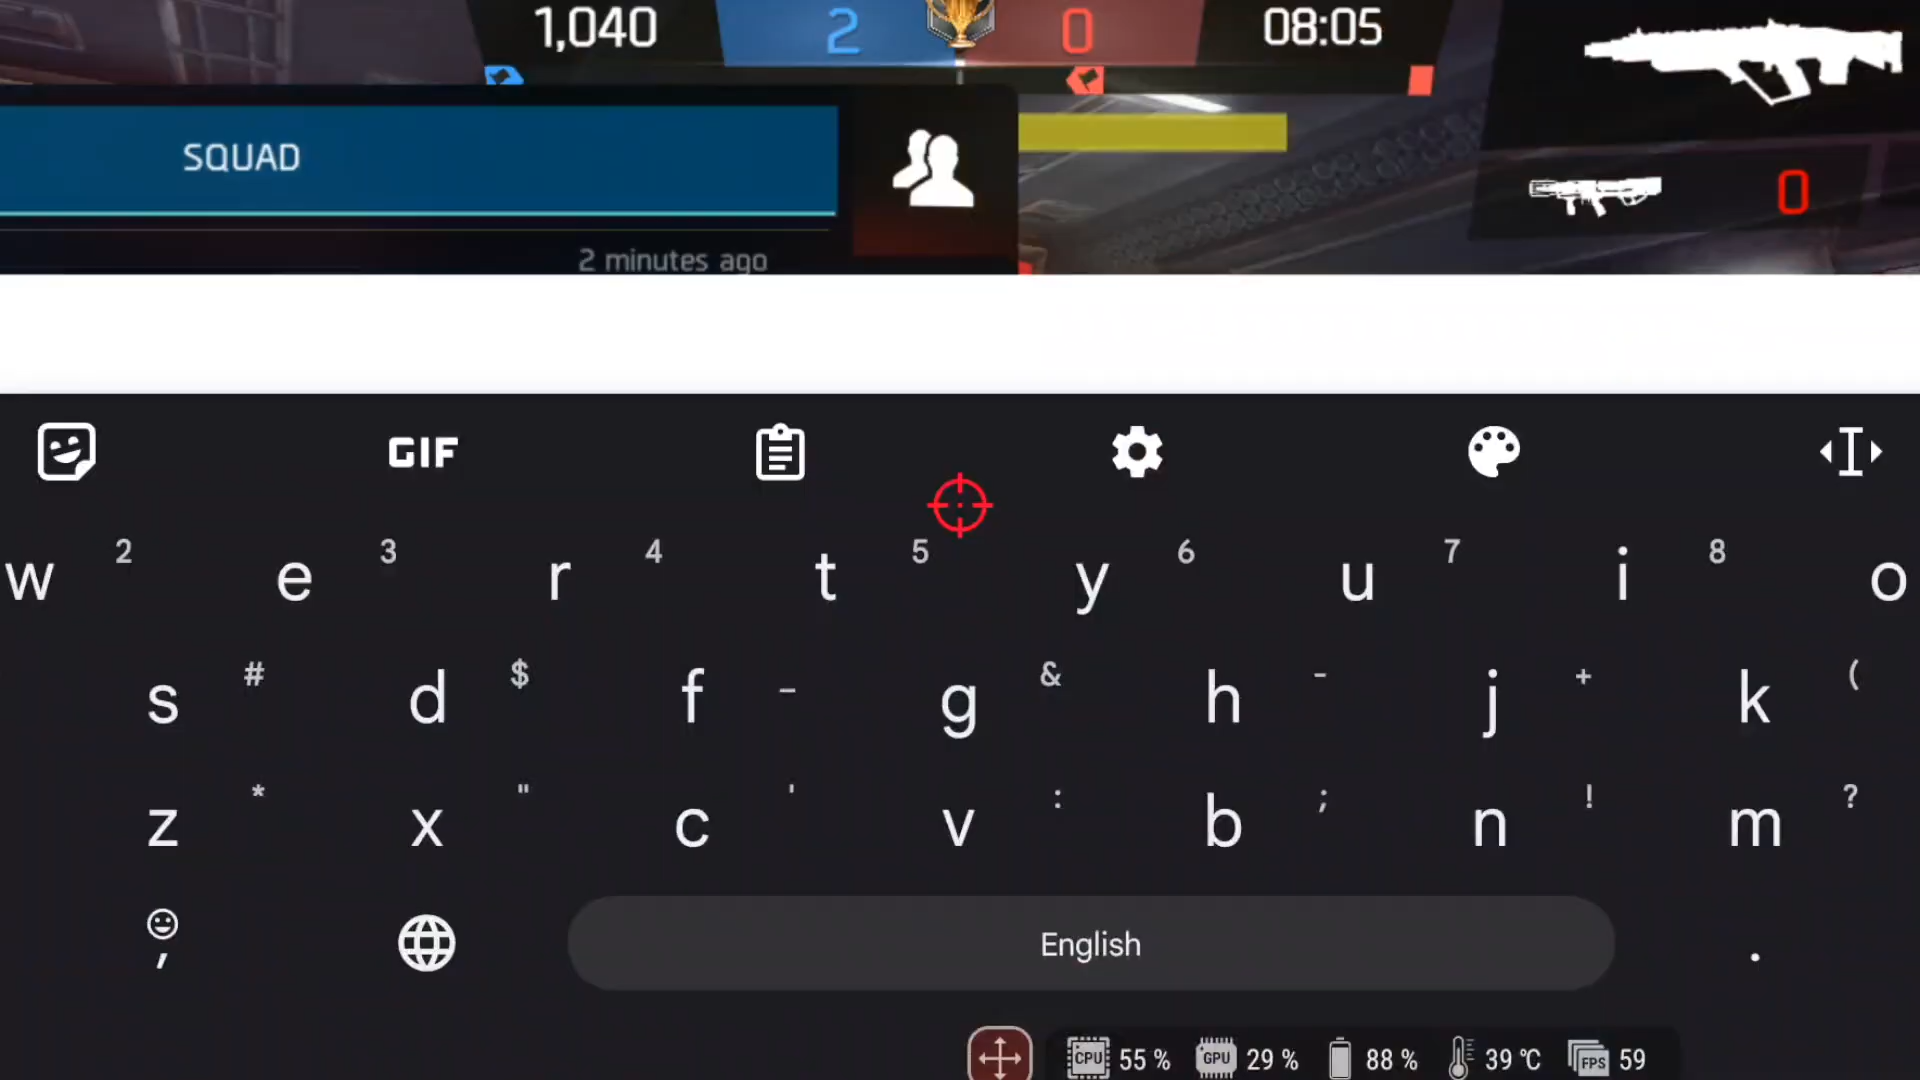 1,040 2 0 08:05
SQUAD
0
2 minutes ago
GIF
w 2 e 3 r 4 t 5 y 6 u 7 i 8 o
s # d $ f _ g & h - j + k (
z * x " c ' v : b ; n ! m ?
, English .
CPU 55 % GPU 29 % 88 % 39 °C FPS 59